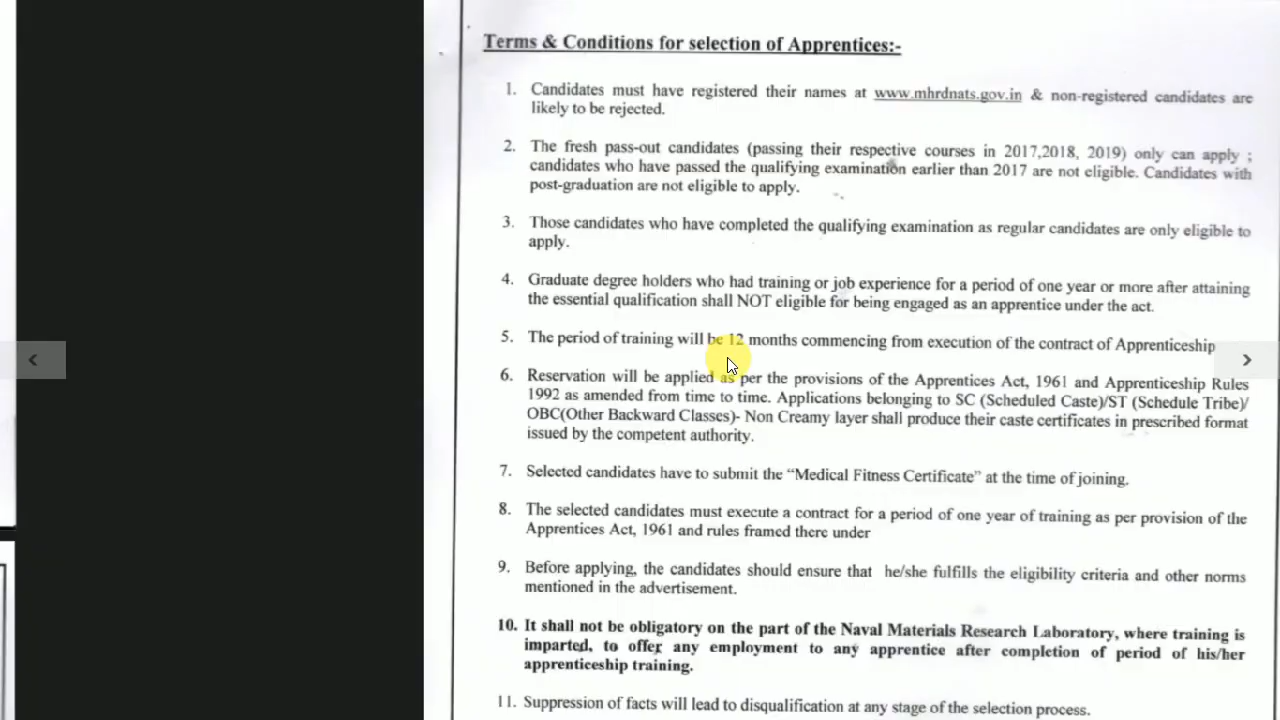 Terms & Conditions for selection of Apprentices:-
1. Candidates must have registered their names at www.mhrdnats.gov.in & non-registered candidates are
likely to be rejected.
2. The fresh pass-out candidates (passing their respective courses in 2017,2018, 2019) only can apply ;
candidates who have passed the qualifying examination earlier than 2017 are not eligible. Candidates with
post-graduation are not eligible to apply.
3. Those candidates who have completed the qualifying examination as regular candidates are only eligible to
apply.
4. Graduate degree holders who had training or job experience for a period of one year or more after attaining
the essential qualification shall NOT eligible for being engaged as an apprentice under the act.
5. The period of training will be 12 months commencing from execution of the contract of Apprenticeship
6. Reservation will be applied as per the provisions of the Apprentices Act, 1961 and Apprenticeship Rules
1992 as amended from time to time. Applications belonging to SC (Scheduled Caste)/ST (Schedule Tribe)/
OBC(Other Backward Classes)- Non Creamy layer shall produce their caste certificates in prescribed format
issued by the competent authority.
7. Selected candidates have to submit the “Medical Fitness Certificate” at the time of joining.
8. The selected candidates must execute a contract for a period of one year of training as per provision of the
Apprentices Act, 1961 and rules framed there under
9. Before applying, the candidates should ensure that he/she fulfills the eligibility criteria and other norms
mentioned in the advertisement.
10. It shall not be obligatory on the part of the Naval Materials Research Laboratory, where training is
imparted, to offer any employment to any apprentice after completion of period of his/her
apprenticeship training.
11. Suppression of facts will lead to disqualification at any stage of the selection process.